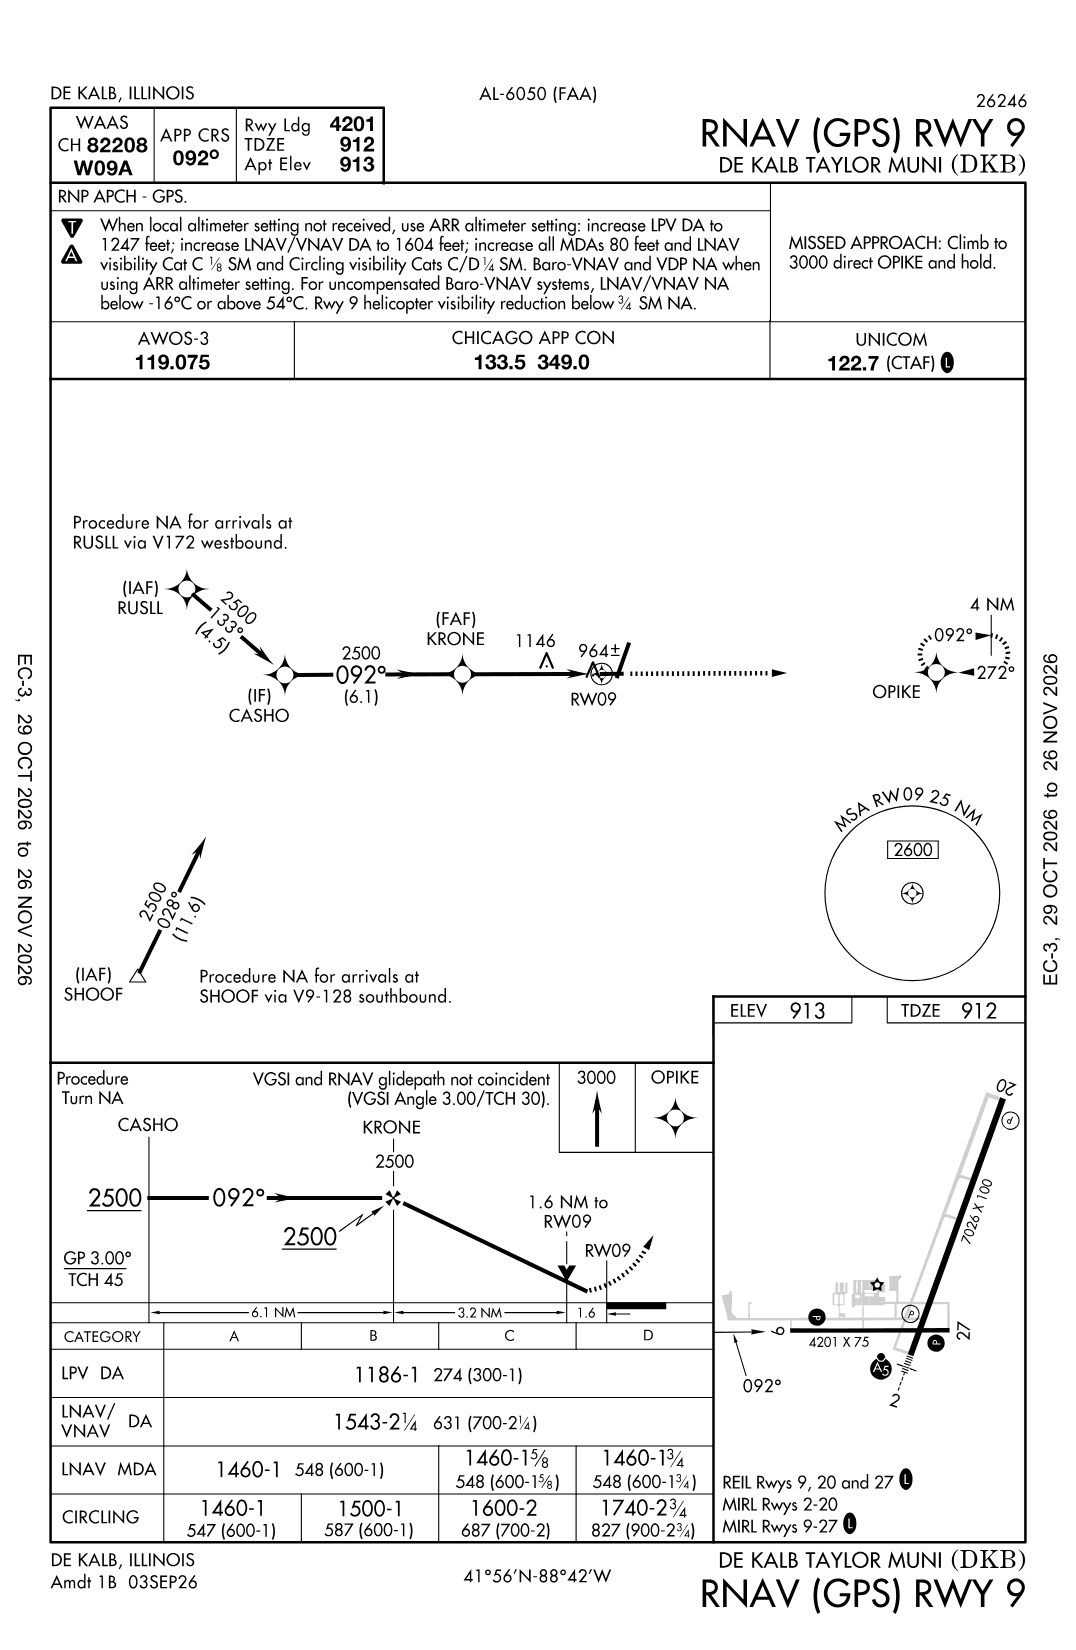 DE KALB, ILLINOIS
AL-6050 (FAA)
26246
WAAS
CH 82208
W09A
APP CRS
092°
Rwy Ldg 4201
TDZE 912
Apt Elev 913
RNAV (GPS) RWY 9
DE KALB TAYLOR MUNI (DKB)
RNP APCH - GPS.
T
A
When local altimeter setting not received, use ARR altimeter setting: increase LPV DA to
1247 feet; increase LNAV/VNAV DA to 1604 feet; increase all MDAs 80 feet and LNAV
visibility Cat C ⅛ SM and Circling visibility Cats C/D ¼ SM. Baro-VNAV and VDP NA when
using ARR altimeter setting. For uncompensated Baro-VNAV systems, LNAV/VNAV NA
below -16°C or above 54°C. Rwy 9 helicopter visibility reduction below ¾ SM NA.
MISSED APPROACH: Climb to
3000 direct OPIKE and hold.
AWOS-3
119.075
CHICAGO APP CON
133.5 349.0
UNICOM
122.7 (CTAF) L
Procedure NA for arrivals at
RUSLL via V172 westbound.
(IAF)
RUSLL
2500
133°
(4.5)
(IF)
CASHO
2500
092°
(6.1)
(FAF)
KRONE
1146
964±
RW09
4 NM
092°
272°
OPIKE
MSA RW09 25 NM
2600
2500
028°
(11.6)
(IAF)
SHOOF
Procedure NA for arrivals at
SHOOF via V9-128 southbound.
EC-3, 29 OCT 2026 to 26 NOV 2026
EC-3, 29 OCT 2026 to 26 NOV 2026
ELEV 913
TDZE 912
20
P
7026 X 100
P
P
9
4201 X 75
27
P
A5
092°
2
REIL Rwys 9, 20 and 27 L
MIRL Rwys 2-20
MIRL Rwys 9-27 L
Procedure
Turn NA
VGSI and RNAV glidepath not coincident
(VGSI Angle 3.00/TCH 30).
3000
OPIKE
CASHO
KRONE
2500
2500
092°
2500
1.6 NM to
RW09
RW09
GP 3.00°
TCH 45
6.1 NM
3.2 NM
1.6
CATEGORY A B C D
LPV DA 1186-1 274 (300-1)
LNAV/
VNAV DA 1543-2¼ 631 (700-2¼)
LNAV MDA 1460-1 548 (600-1)
1460-1⅝
548 (600-1⅝)
1460-1¾
548 (600-1¾)
CIRCLING
1460-1
547 (600-1)
1500-1
587 (600-1)
1600-2
687 (700-2)
1740-2¾
827 (900-2¾)
DE KALB, ILLINOIS
Amdt 1B 03SEP26
41°56'N-88°42'W
DE KALB TAYLOR MUNI (DKB)
RNAV (GPS) RWY 9